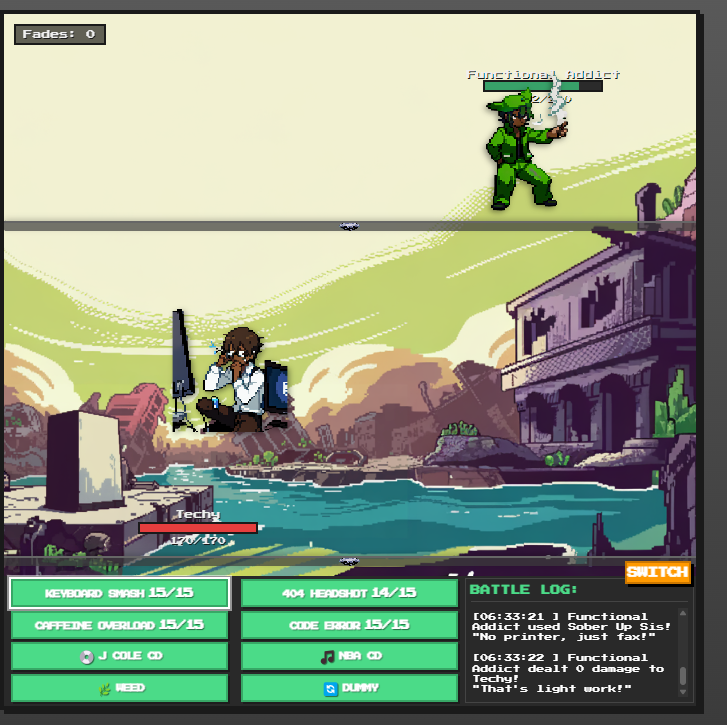 Fades: 0
Functional Addict
Techy
170/170
SWITCH
KEYBOARD SMASH 15/15
404 HEADSHOT 14/15
CAFFEINE OVERLOAD 15/15
CODE ERROR 15/15
J COLE CD
NBA CD
WEED
DUMMY
BATTLE LOG:
[06:33:21 ] Functional
Addict used Sober Up Sis!
"No printer, just fax!"
[06:33:22 ] Functional
Addict dealt 0 damage to
Techy!
"That's light work!"